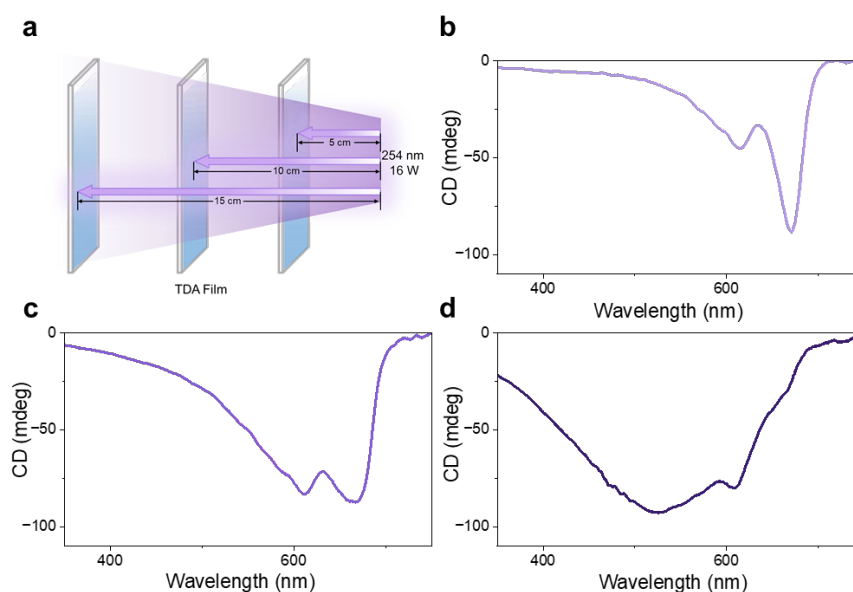 a
5 cm
254 nm
10 cm
16 W
15 cm
TDA Film
b
0
−50
−100
CD (mdeg)
400
600
Wavelength (nm)
c
0
−50
−100
CD (mdeg)
400
600
Wavelength (nm)
d
0
−50
−100
CD (mdeg)
400
600
Wavelength (nm)